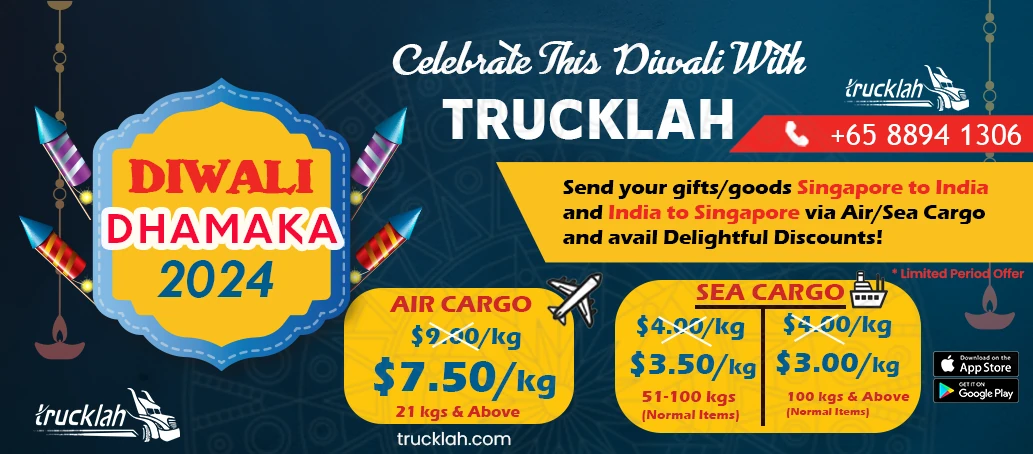 Celebrate This Diwali With
TRUCKLAH
trucklah
+65 8894 1306
DIWALI
DHAMAKA
2024
Send your gifts/goods Singapore to India
and India to Singapore via Air/Sea Cargo
and avail Delightful Discounts!
* Limited Period Offer
AIR CARGO
$9.00/kg
$7.50/kg
21 kgs & Above
SEA CARGO
$4.00/kg
$3.50/kg
51-100 kgs
(Normal Items)
$4.00/kg
$3.00/kg
100 kgs & Above
(Normal Items)
Download on the
App Store
GET IT ON
Google Play
trucklah
trucklah.com